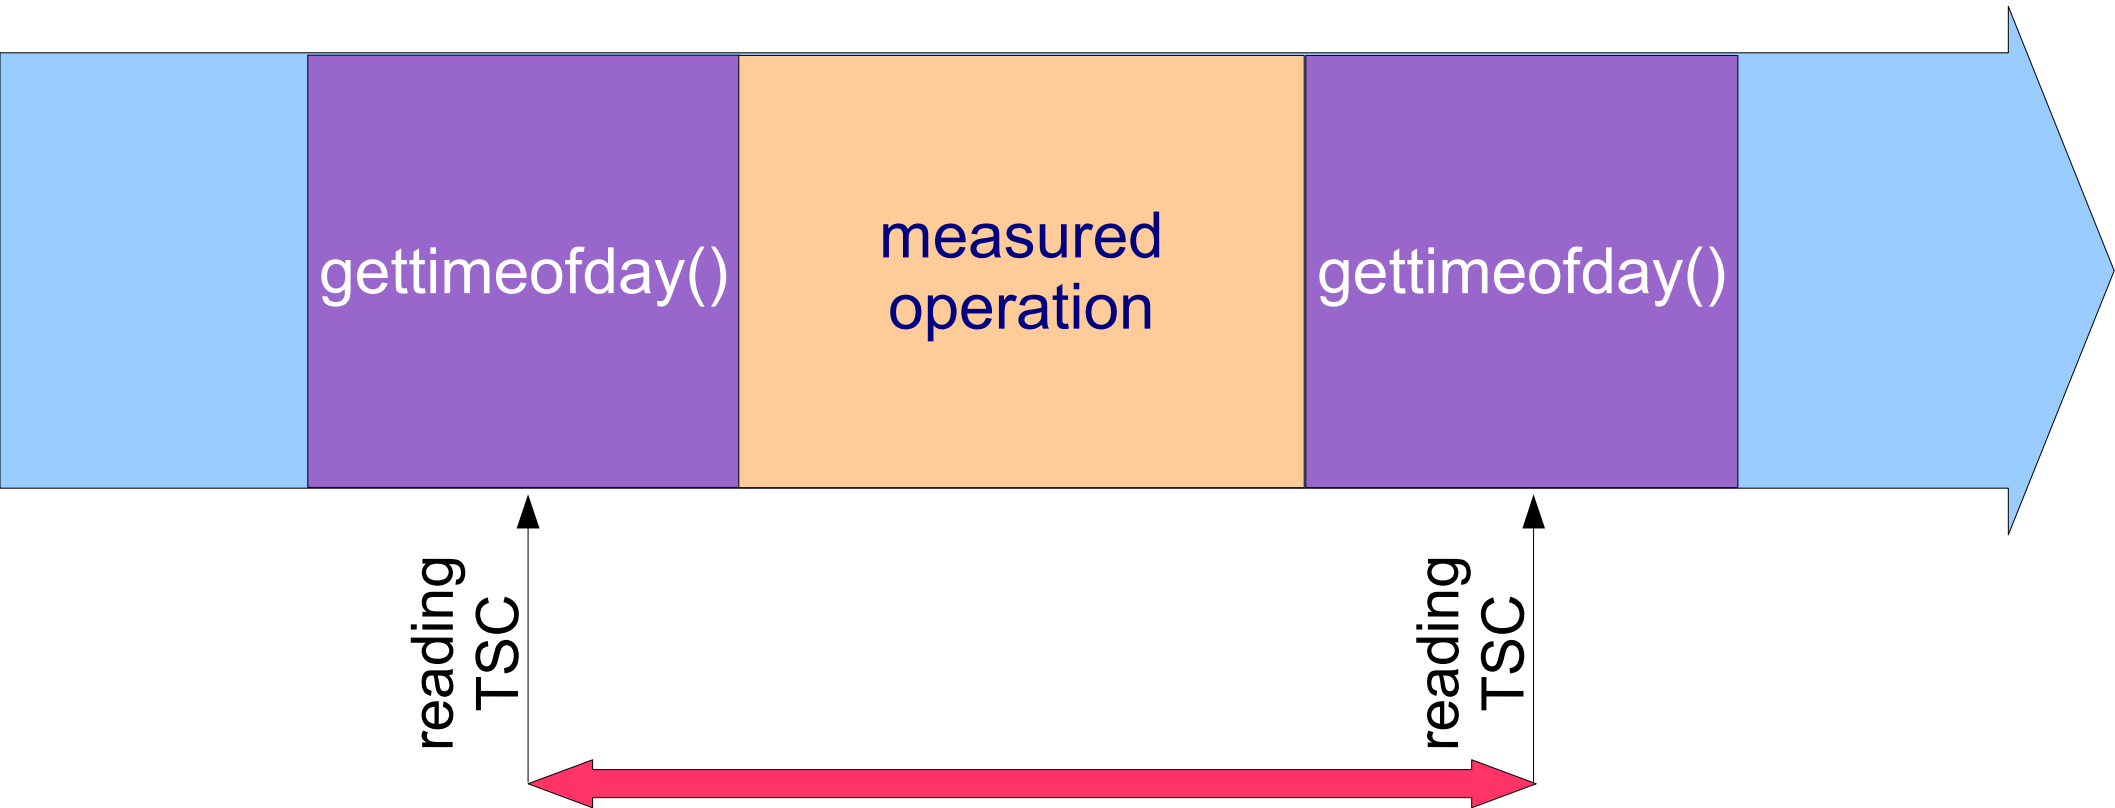 gettimeofday()
measured
operation
gettimeofday()
reading
TSC
reading
TSC